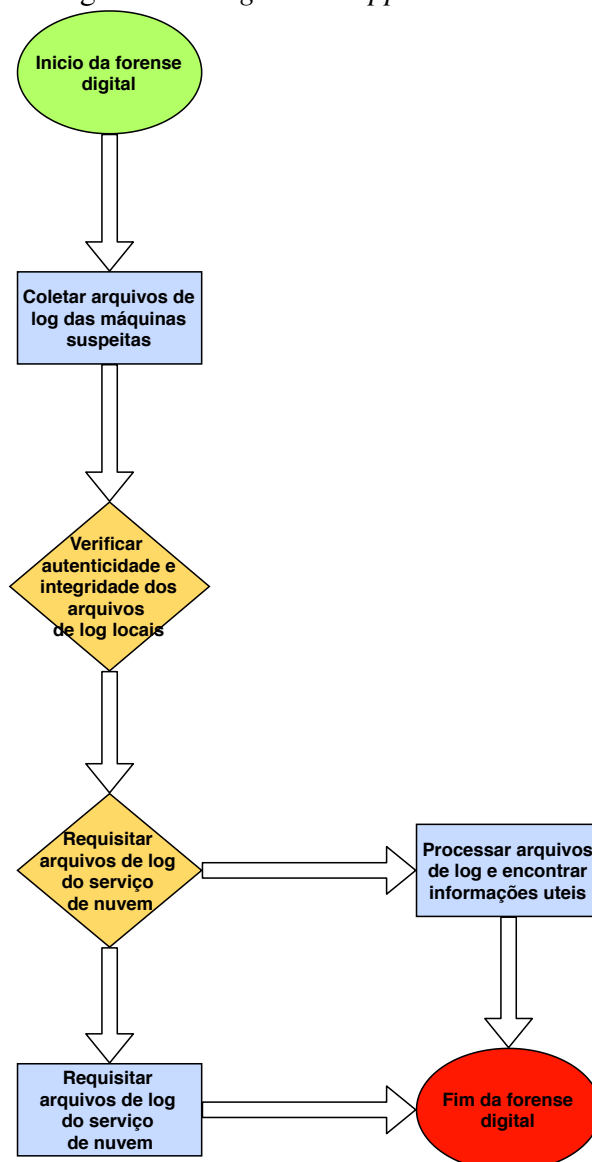 Inicio da forense
digital
Coletar arquivos de
log das máquinas
suspeitas
Verificar
autenticidade e
integridade dos
arquivos
de log locais
Requisitar
arquivos de log
do serviço
de nuvem
Processar arquivos
de log e encontrar
informações uteis
Requisitar
arquivos de log
do serviço
de nuvem
Fim da forense
digital